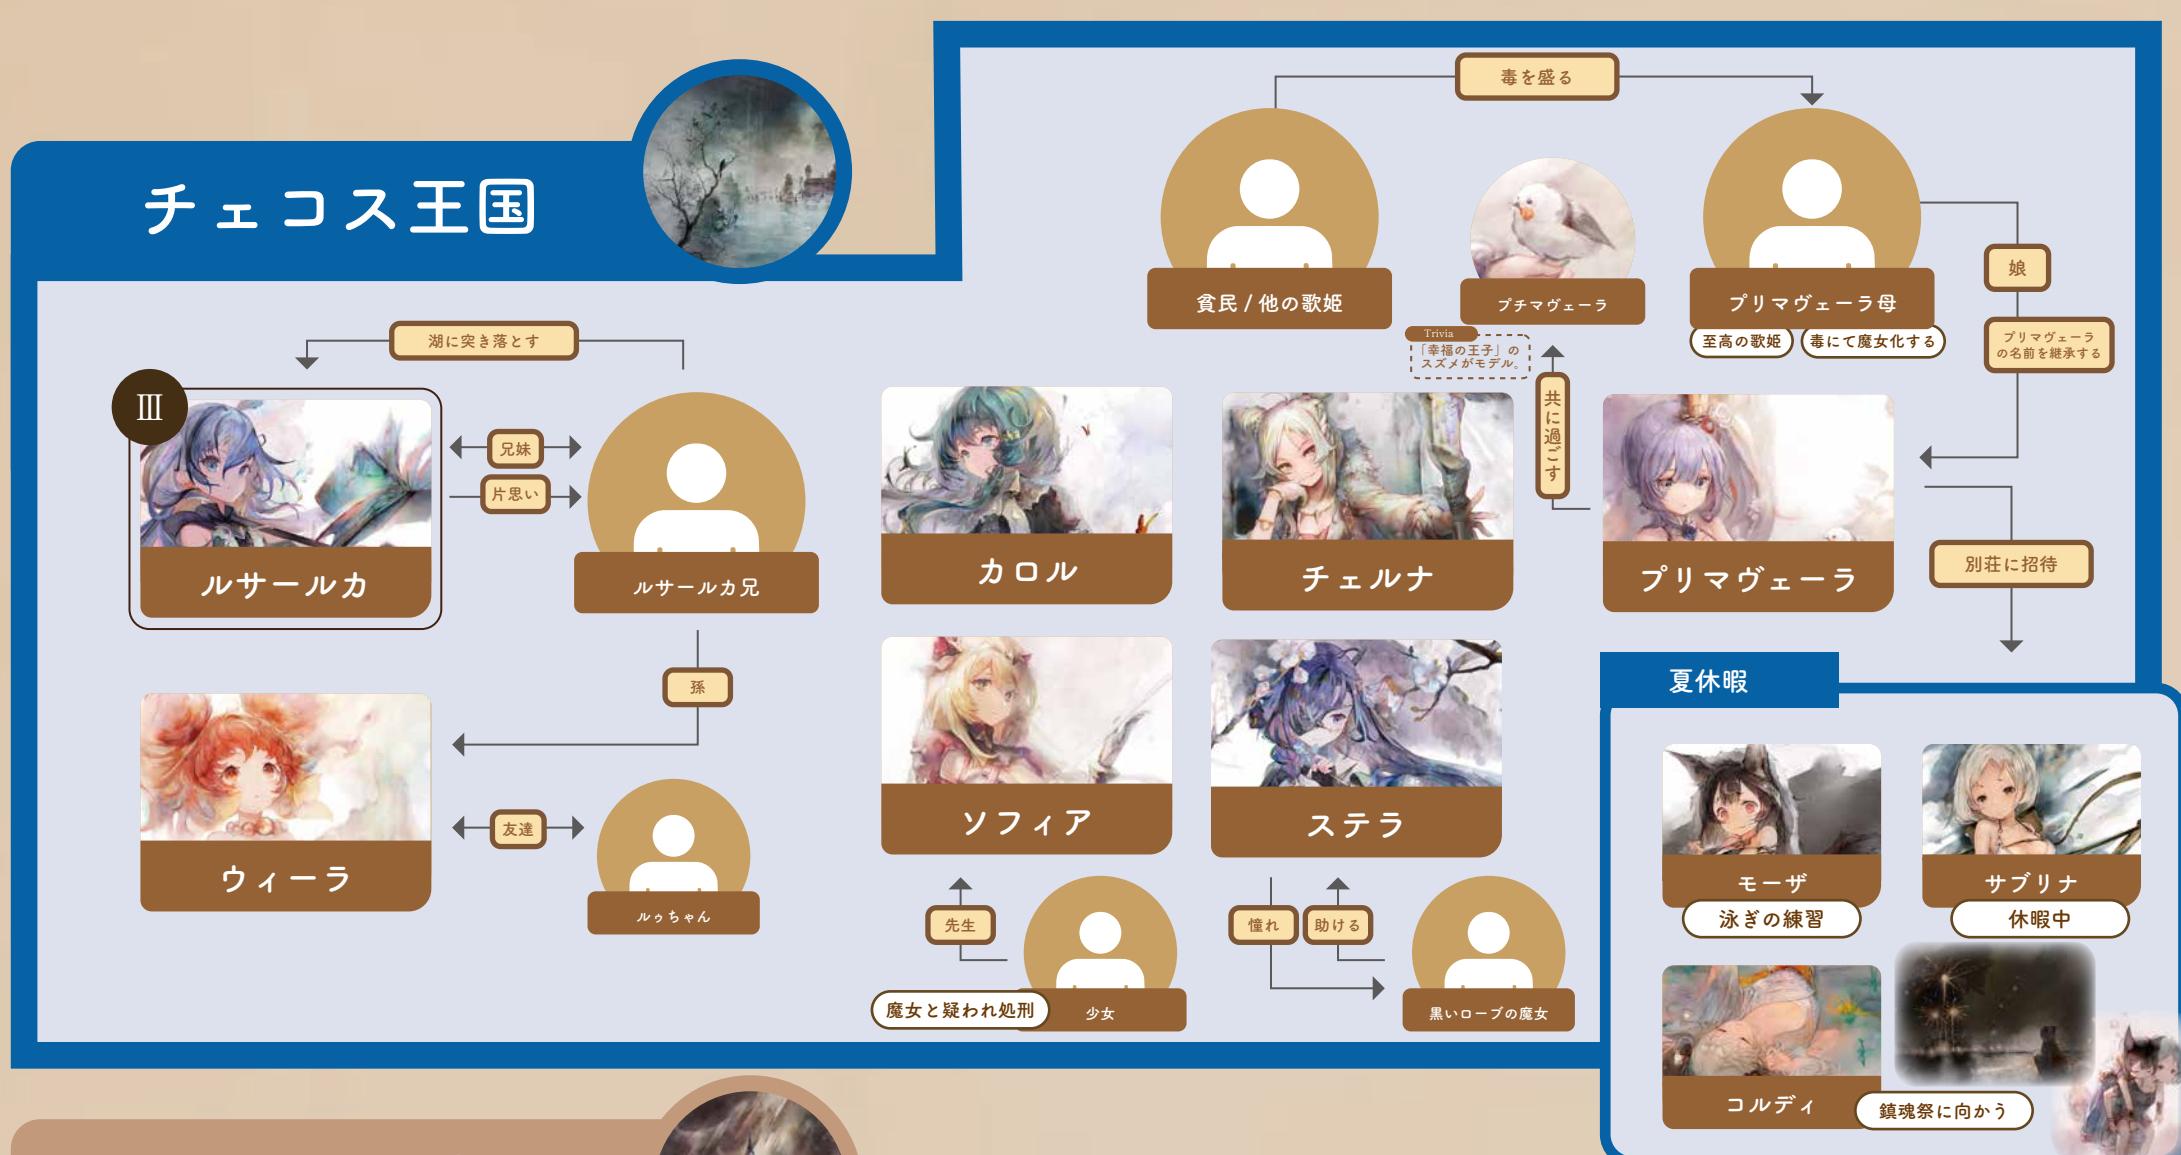 チェコス王国
毒を盛る
貧民 / 他の歌姫
プチマヴェーラ
プリマヴェーラ母
至高の歌姫
毒にて魔女化する
娘
プリマヴェーラ
の名前を継承する
Trivia
「幸福の王子」の
スズメがモデル。
共に過ごす
湖に突き落とす
Ⅲ
兄妹
片思い
ルサールカ
ルサールカ兄
カロル
チェルナ
プリマヴェーラ
別荘に招待
孫
ウィーラ
友達
ルゥちゃん
ソフィア
ステラ
先生
魔女と疑われ処刑
少女
憧れ
助ける
黒いローブの魔女
夏休暇
モーザ
泳ぎの練習
サブリナ
休暇中
コルディ
鎮魂祭に向かう